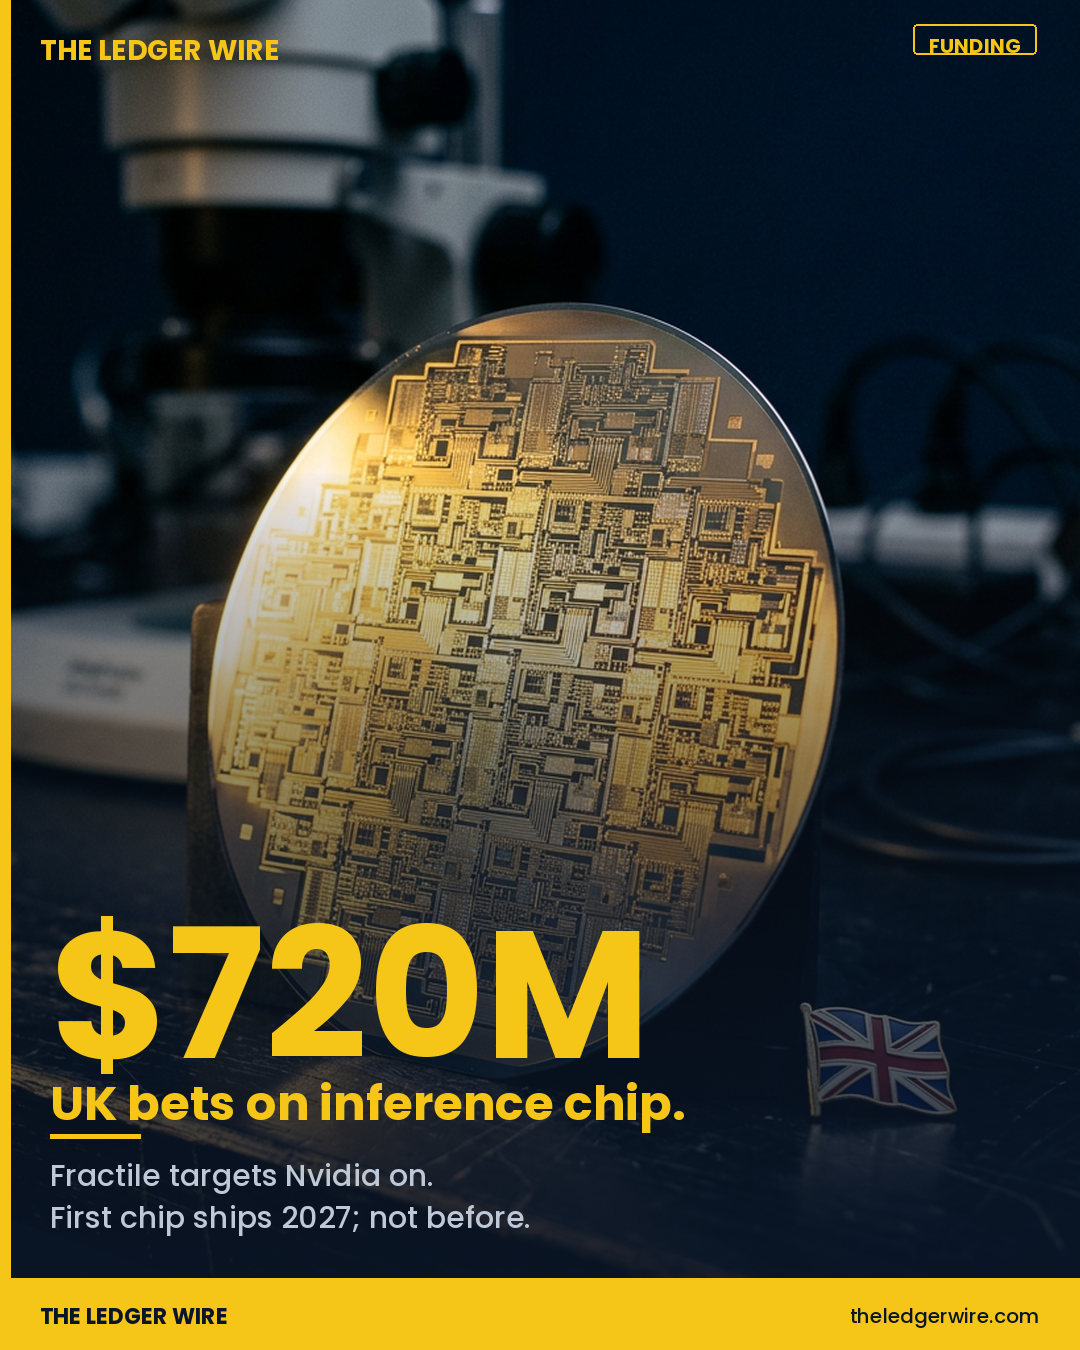 THE LEDGER WIRE
FUNDING
$720M
UK bets on inference chip.
Fractile targets Nvidia on.
First chip ships 2027; not before.
THE LEDGER WIRE
theledgerwire.com